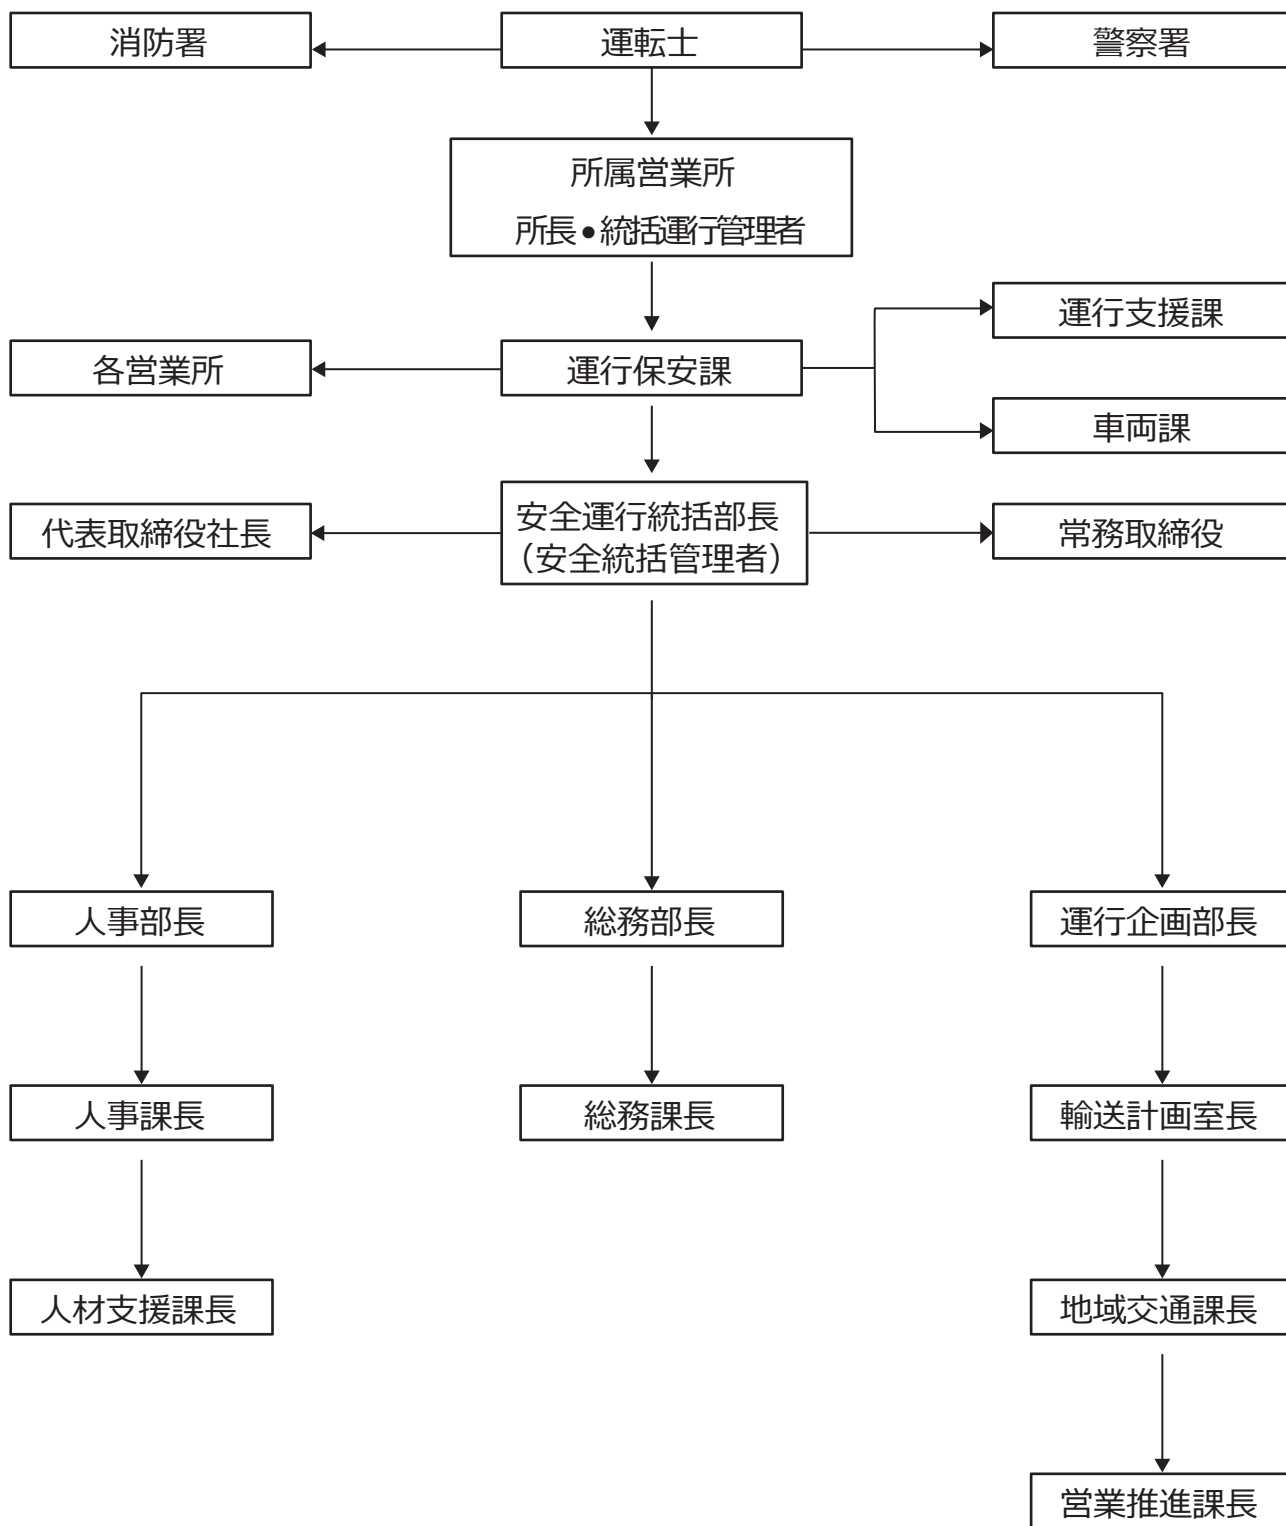 消防署
運転士
警察署
所属営業所
所長•統括運行管理者
運行支援課
各営業所
運行保安課
車両課
代表取締役社長
安全運行統括部長
（安全統括管理者）
常務取締役
人事部長
総務部長
運行企画部長
人事課長
総務課長
輸送計画室長
人材支援課長
地域交通課長
営業推進課長